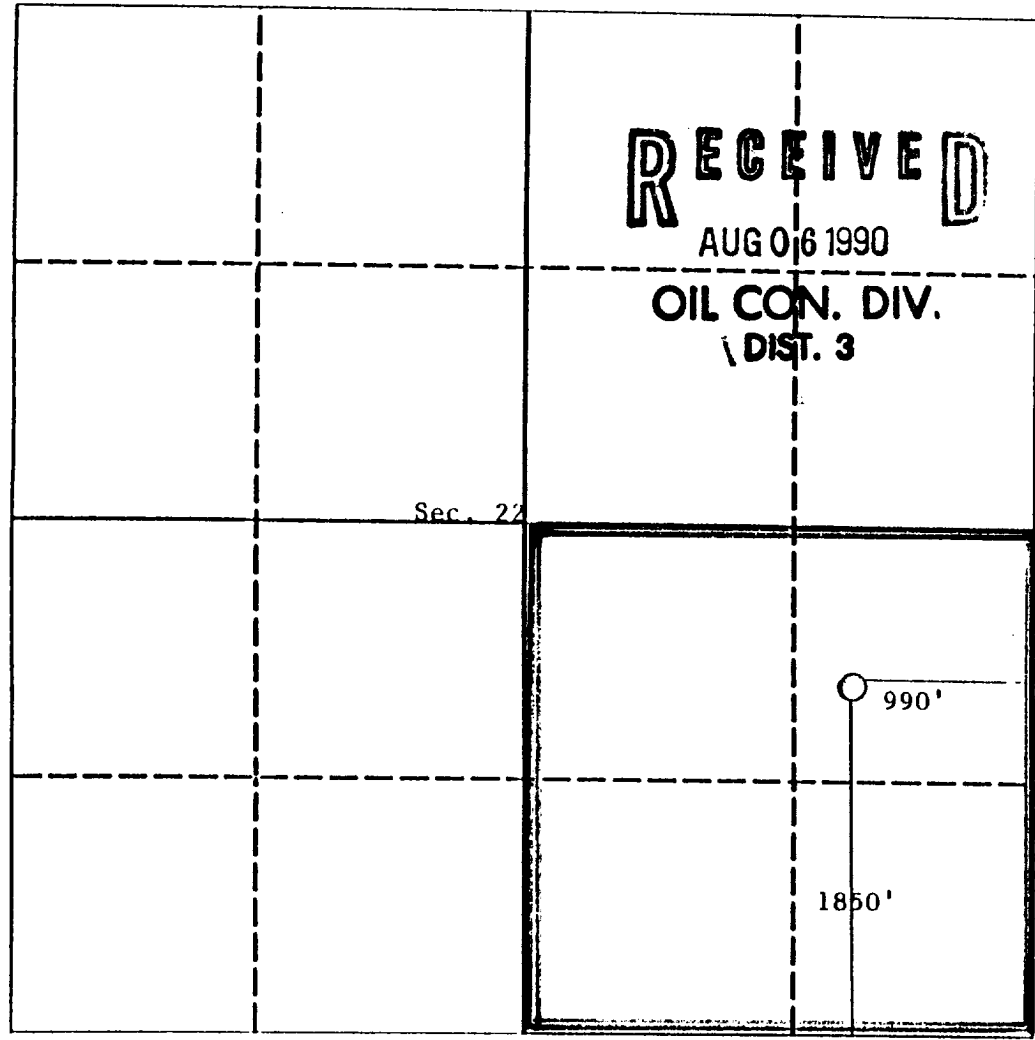 RECEIVED
AUG 06 1990
OIL CON. DIV.
DIST. 3
Sec. 22
990'
1850'